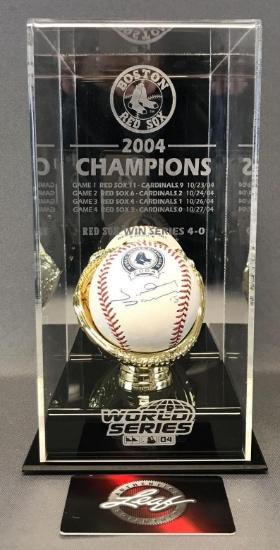 BOSTON
RED SOX
2004
CHAMPIONS
GAME 1 RED SOX 11 - CARDINALS 9 10/23/04
GAME 2 RED SOX 6 - CARDINALS 2 10/24/04
GAME 3 RED SOX 4 - CARDINALS 1 10/26/04
GAME 4 RED SOX 3 - CARDINALS 0 10/27/04
RED SOX WIN SERIES 4-0
WORLD
SERIES
04
Leaf